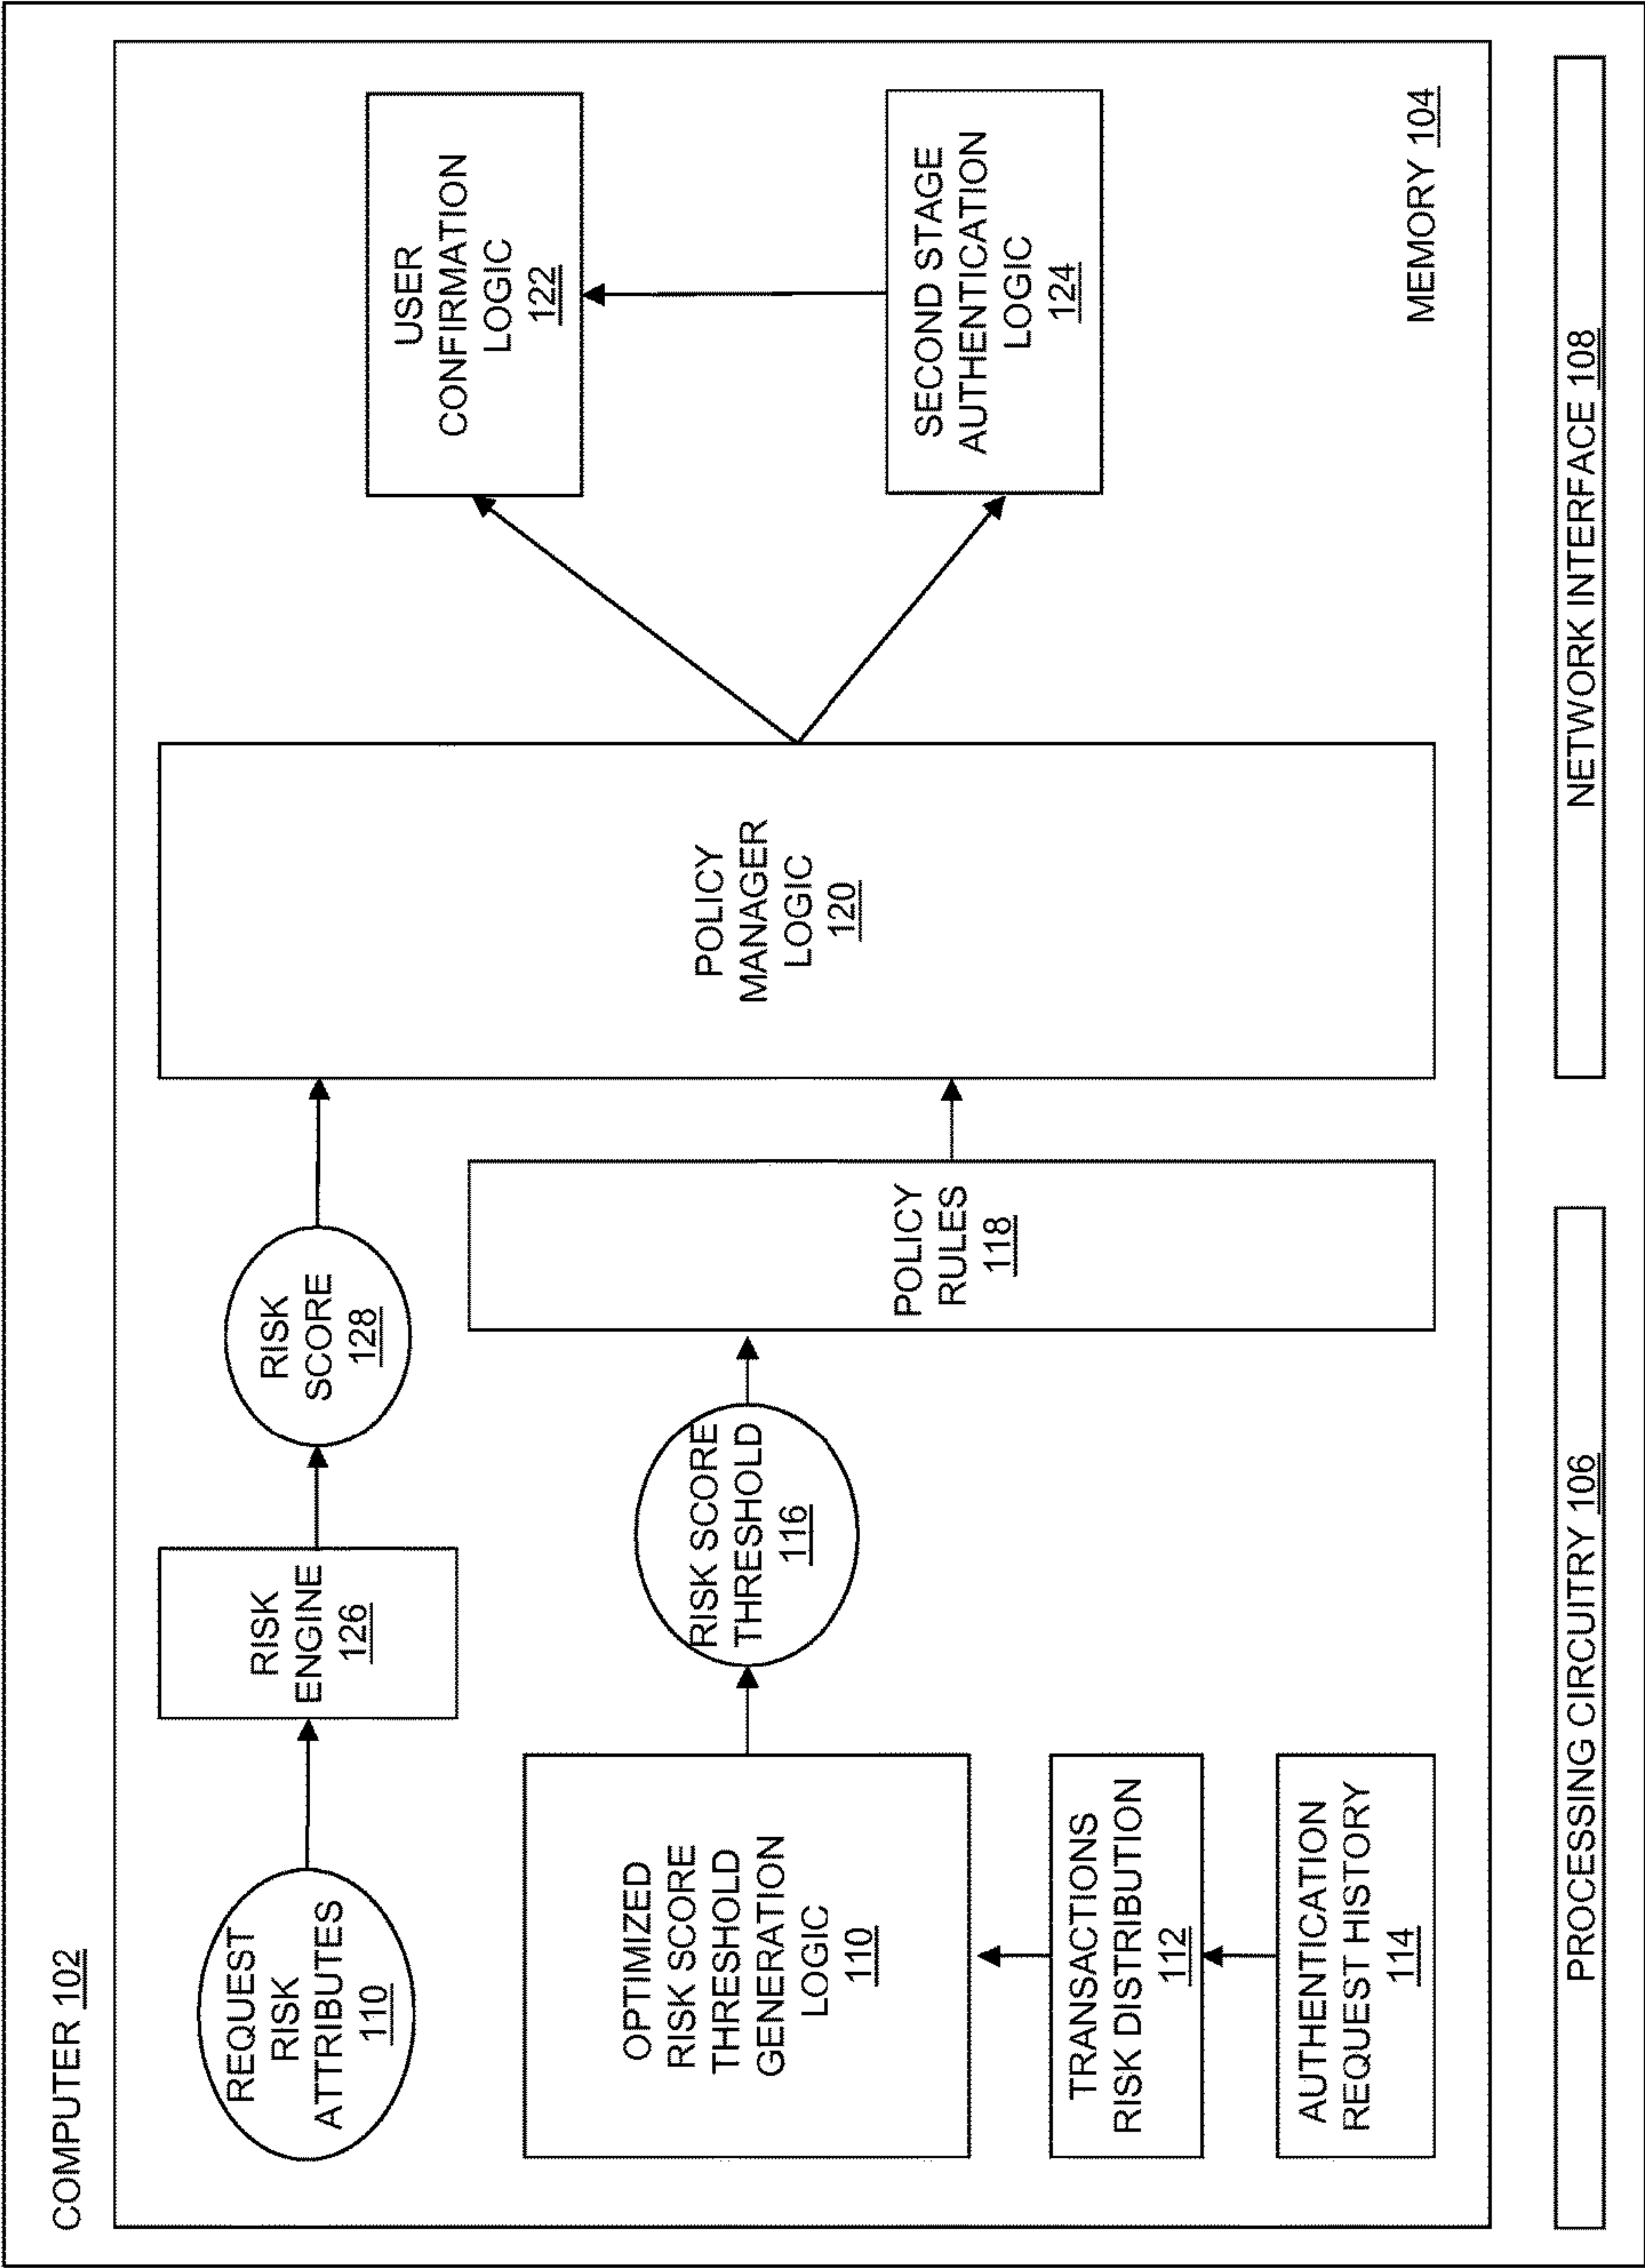 COMPUTER 102
REQUEST
RISK
ATTRIBUTES
110
RISK
ENGINE
126
RISK
SCORE
128
OPTIMIZED
RISK SCORE
THRESHOLD
GENERATION
LOGIC
110
RISK SCORE
THRESHOLD
116
TRANSACTIONS
RISK DISTRIBUTION
112
AUTHENTICATION
REQUEST HISTORY
114
POLICY
RULES
118
POLICY
MANAGER
LOGIC
120
USER
CONFIRMATION
LOGIC
122
SECOND STAGE
AUTHENTICATION
LOGIC
124
MEMORY 104
PROCESSING CIRCUITRY 106
NETWORK INTERFACE 108